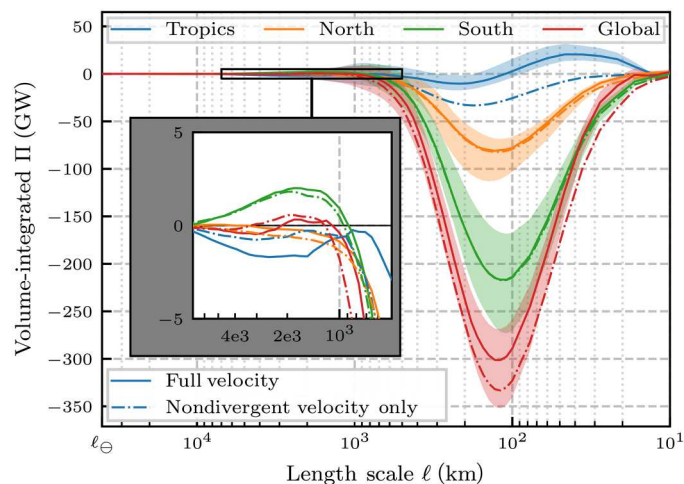 Tropics North South Global
50
0
−50
−100
−150
−200
−250
−300
−350
Volume-integrated Π (GW)
5
0
−5
4e3 2e3 10³
Full velocity
Nondivergent velocity only
ℓ⊖ 10⁴ 10³ 10² 10¹
Length scale ℓ (km)